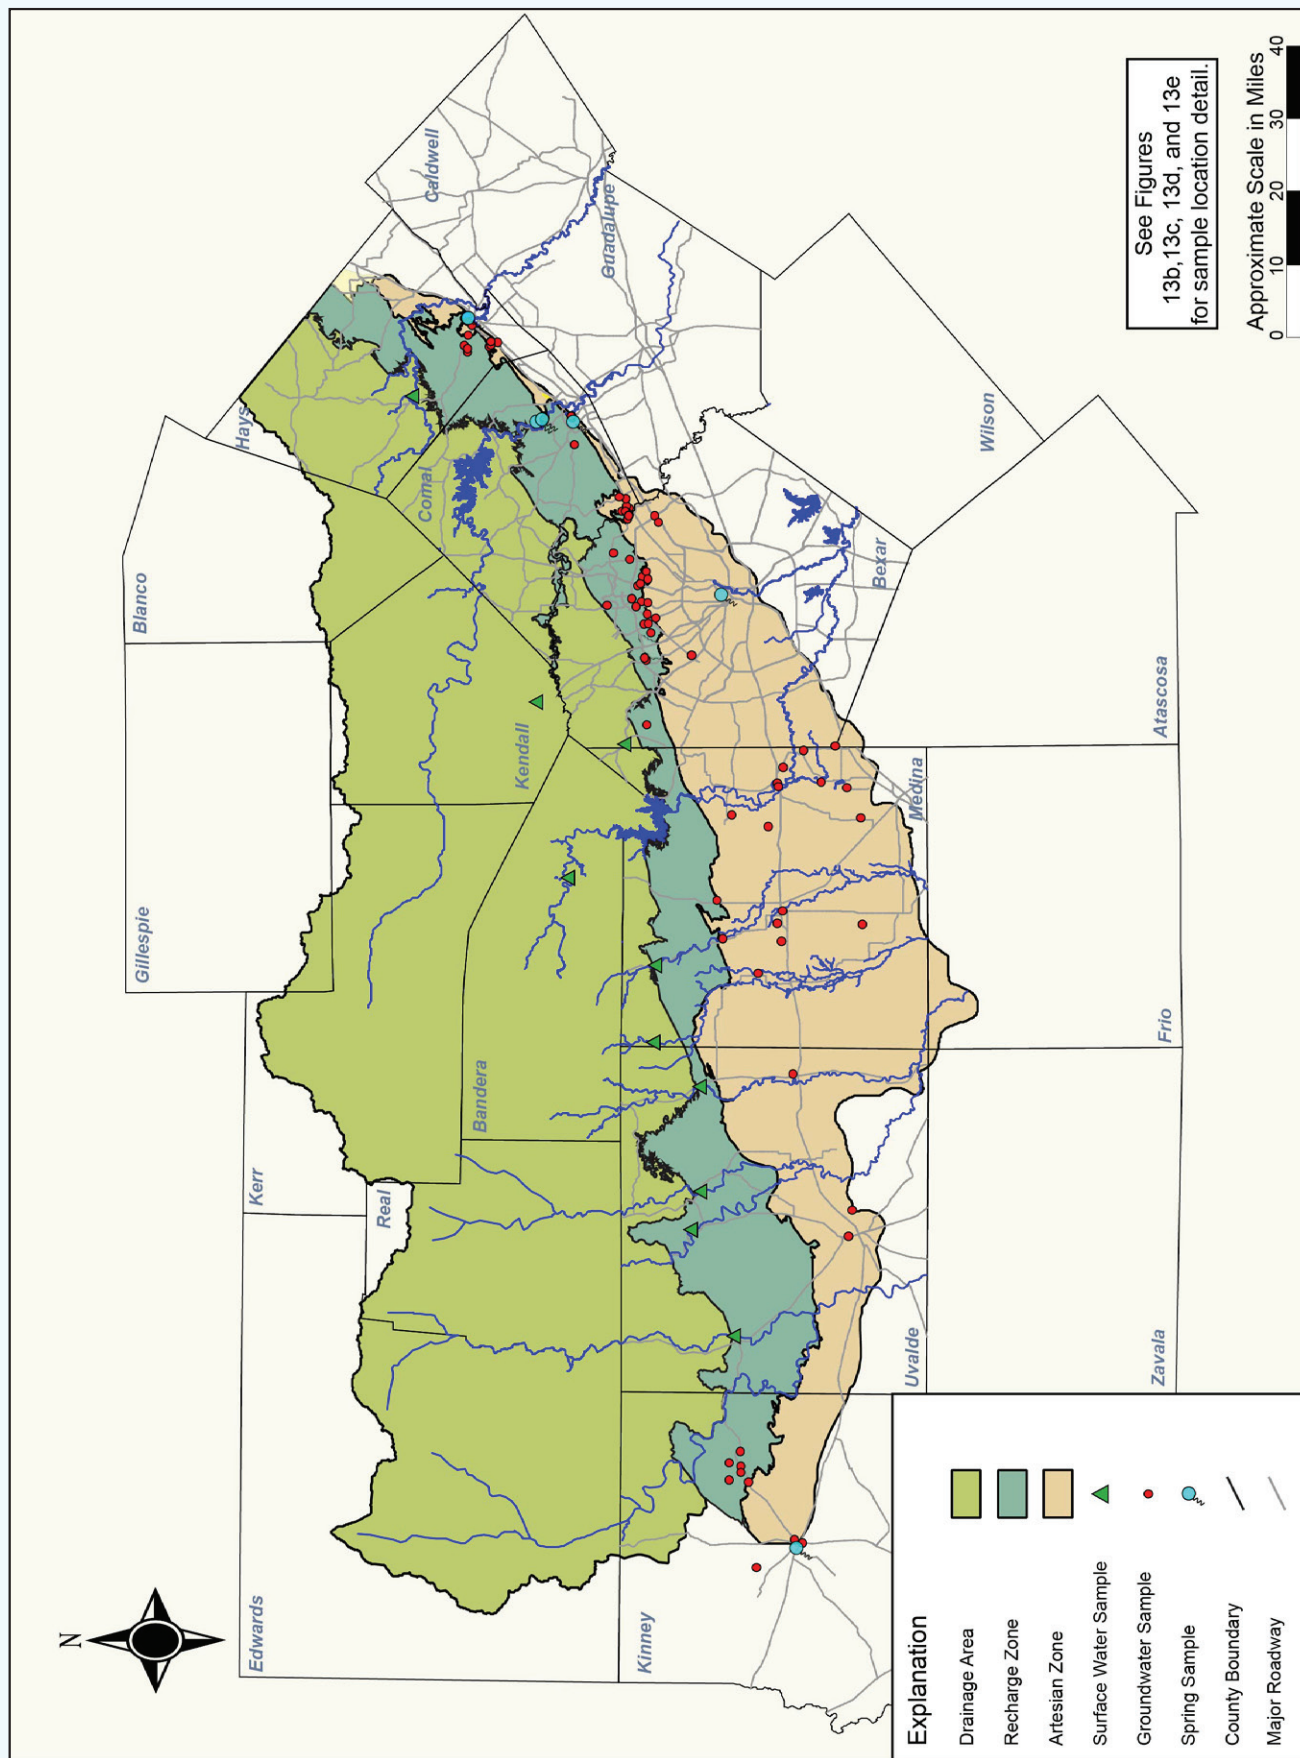 N
Edwards
Kerr
Gillespie
Blanco
Hays
Caldwell
Real
Bandera
Kendall
Comal
Guadalupe
Kinney
Uvalde
Medina
Bexar
Wilson
Zavala
Frio
Atascosa
See Figures
13b,13c, 13d, and 13e
for sample location detail.
Approximate Scale in Miles
0 10 20 30 40
Explanation
Drainage Area
Recharge Zone
Artesian Zone
Surface Water Sample
Groundwater Sample
Spring Sample
County Boundary
Major Roadway